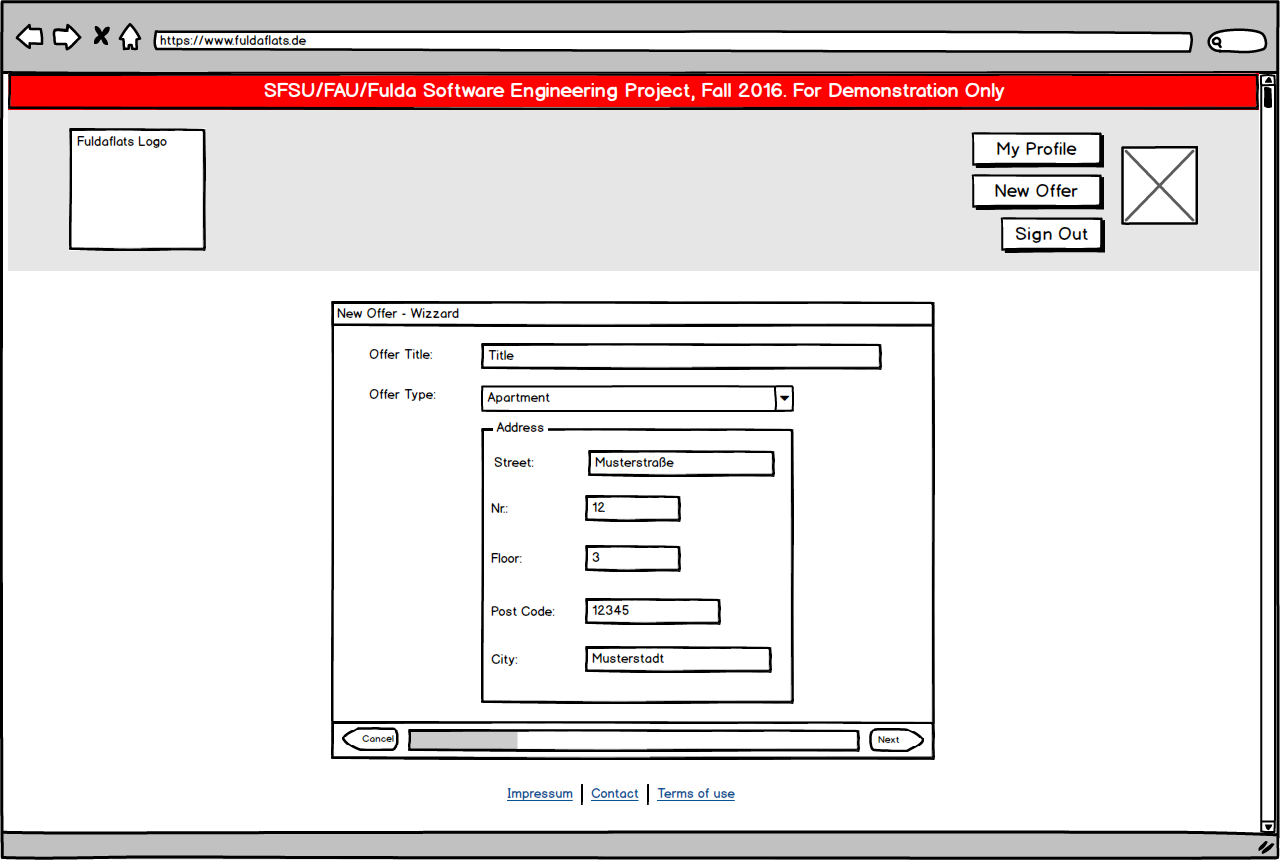 https://www.fuldaflats.de
SFSU/FAU/Fulda Software Engineering Project, Fall 2016. For Demonstration Only
Fuldaflats Logo
My Profile
New Offer
Sign Out
New Offer - Wizzard
Offer Title: Title
Offer Type: Apartment
Address
Street: Musterstraße
Nr.: 12
Floor: 3
Post Code: 12345
City: Musterstadt
Cancel Next
Impressum Contact Terms of use